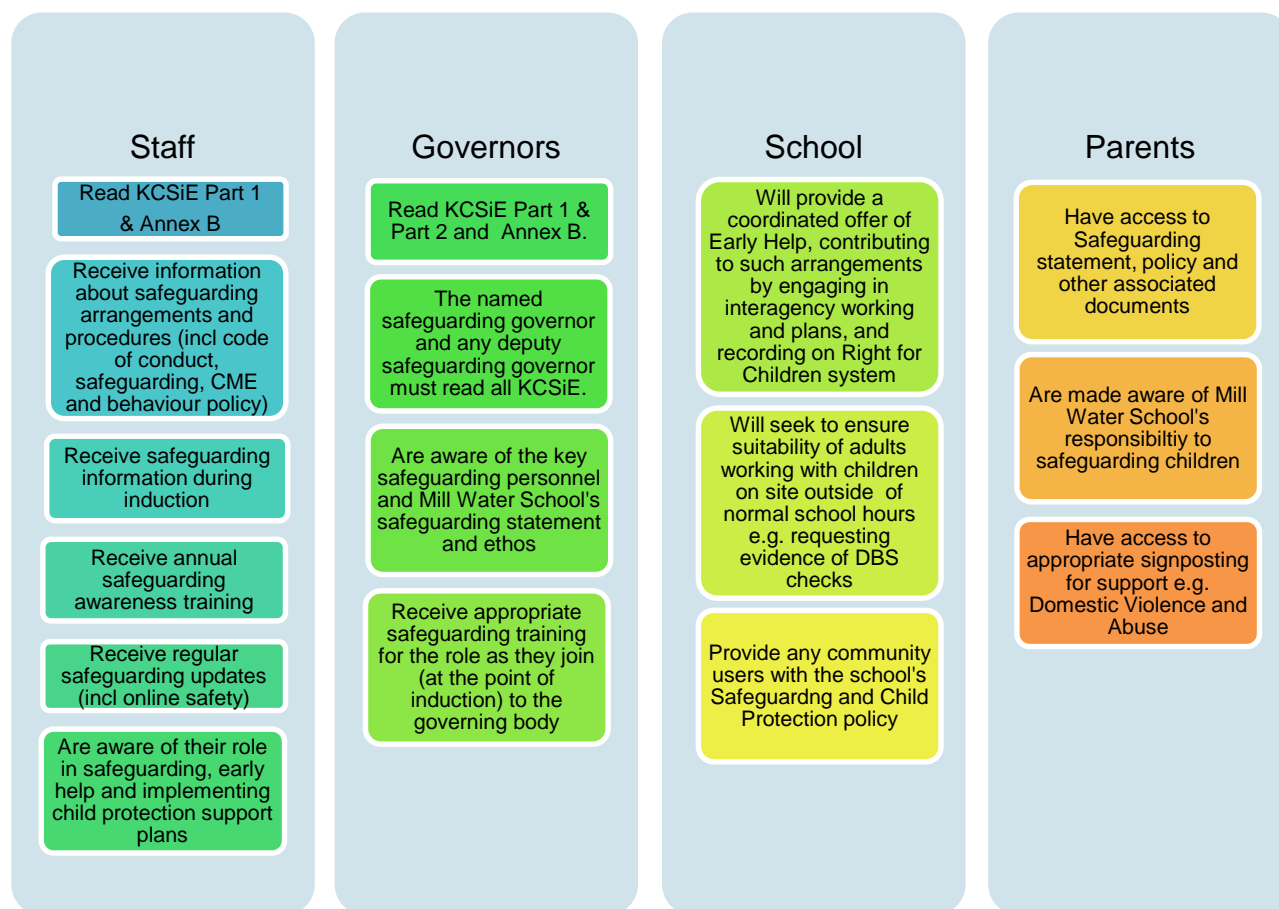 Staff
Read KCSiE Part 1
& Annex B
Receive information
about safeguarding
arrangements and
procedures (incl code
of conduct,
safeguarding, CME
and behaviour policy)
Receive safeguarding
information during
induction
Receive annual
safeguarding
awareness training
Receive regular
safeguarding updates
(incl online safety)
Are aware of their role
in safeguarding, early
help and implementing
child protection support
plans
Governors
Read KCSiE Part 1 &
Part 2 and Annex B.
The named
safeguarding governor
and any deputy
safeguarding governor
must read all KCSiE.
Are aware of the key
safeguarding personnel
and Mill Water School's
safeguarding statement
and ethos
Receive appropriate
safeguarding training
for the role as they join
(at the point of
induction) to the
governing body
School
Will provide a
coordinated offer of
Early Help, contributing
to such arrangements
by engaging in
interagency working
and plans, and
recording on Right for
Children system
Will seek to ensure
suitability of adults
working with children
on site outside of
normal school hours
e.g. requesting
evidence of DBS
checks
Provide any community
users with the school's
Safeguardng and Child
Protection policy
Parents
Have access to
Safeguarding
statement, policy and
other associated
documents
Are made aware of Mill
Water School's
responsibiltiy to
safeguarding children
Have access to
appropriate signposting
for support e.g.
Domestic Violence and
Abuse